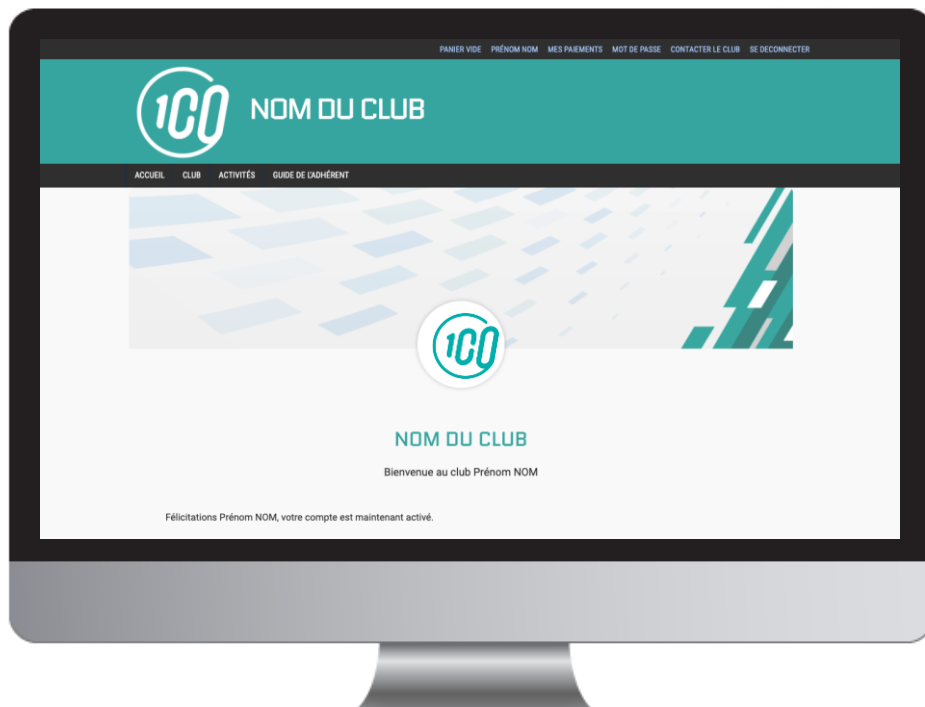 PANIER VIDE PRÉNOM NOM MES PAIEMENTS MOT DE PASSE CONTACTER LE CLUB SE DECONNECTER
100 NOM DU CLUB
ACCUEIL CLUB ACTIVITÉS GUIDE DE L'ADHÉRENT
100
NOM DU CLUB
Bienvenue au club Prénom NOM
Félicitations Prénom NOM, votre compte est maintenant activé.